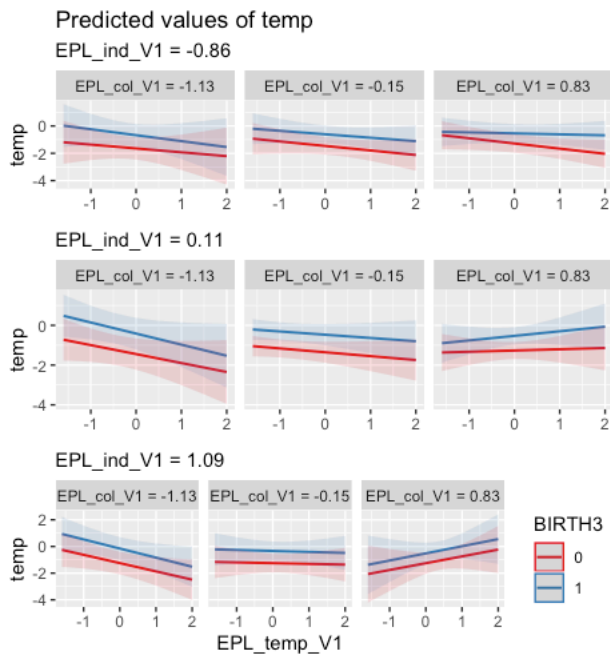 Predicted values of temp
EPL_ind_V1 = -0.86
EPL_col_V1 = -1.13 EPL_col_V1 = -0.15 EPL_col_V1 = 0.83
temp
0
-2
-4
-1 0 1 2 -1 0 1 2 -1 0 1 2
EPL_ind_V1 = 0.11
EPL_col_V1 = -1.13 EPL_col_V1 = -0.15 EPL_col_V1 = 0.83
temp
0
-2
-4
-1 0 1 2 -1 0 1 2 -1 0 1 2
EPL_ind_V1 = 1.09
EPL_col_V1 = -1.13 EPL_col_V1 = -0.15 EPL_col_V1 = 0.83
temp
2
0
-2
-4
-1 0 1 2 -1 0 1 2 -1 0 1 2
EPL_temp_V1
BIRTH3
0
1